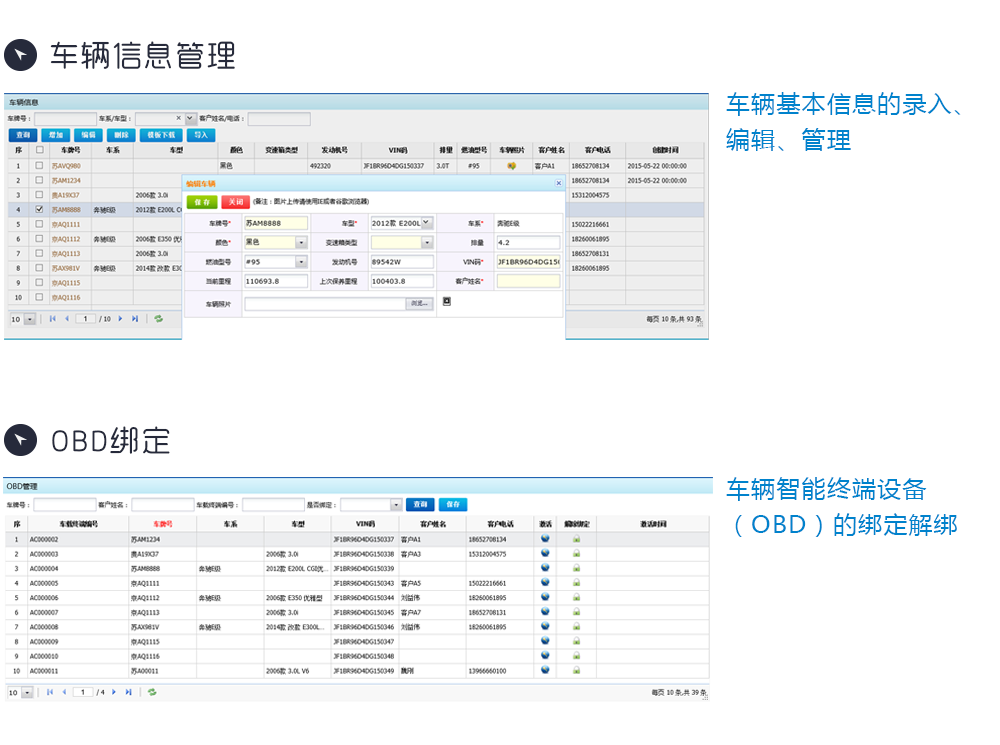 车辆信息管理
车辆信息
车牌号： 车系/车型： 客户姓名/电话：
查询 增加 编辑 删除 模板下载 导入
序 车牌号 车系 车型 颜色 变速箱类型 发动机号 VIN码 排量 燃油型号 车辆照片 客户姓名 客户电话 创建时间
1 苏AVQ980 黑色 492320 JF1BR96D4DG150337 3.0T #95 客户A1 18652708134 2015-05-22 00:00:00
2 苏AM1234 18652708134 2015-05-22 00:00:00
3 贵A19X37 2006款 3.0i 15312004575
4 苏AM8888 奔驰E级 2012款 E200L C
5 京AQ1111 15022216661
6 京AQ1112 奔驰E级 2006款 E350 优 18260061895
7 京AQ1113 2006款 3.0i 18652708131
8 苏AX981V 奔驰E级 2014款 改款 E30 18260061895
9 京AQ1115
10 京AQ1116
10 1 / 10 每页 10 条,共 93 条
编辑车辆
保存 关闭 (备注：图片上传请使用IE或者谷歌浏览器)
车牌号* 苏AM8888 车型* 2012款 E200L 车系* 奔驰E级
颜色* 黑色 变速箱类型 排量 4.2
燃油型号 #95 发动机号 89542W VIN码* JF1BR96D4DG15
当前里程 110693.8 上次保养里程 100403.8 客户姓名*
车辆照片 浏览...
车辆基本信息的录入、
编辑、管理
OBD绑定
OBD管理
车牌号： 客户姓名： 车载终端编号： 是否绑定： 查询 保存
序 车载终端编号 车牌号 车系 车型 VIN码 客户姓名 客户电话 激活 解除绑定 激活时间
1 AC000002 苏AM1234 JF1BR96D4DG150337 客户A1 18652708134
2 AC000003 贵A19X37 2006款 3.0i JF1BR96D4DG150338 客户A3 15312004575
3 AC000004 苏AM8888 奔驰E级 2012款 E200L CGI优... JF1BR96D4DG150339
4 AC000005 京AQ1111 JF1BR96D4DG150343 客户A5 15022216661
5 AC000006 京AQ1112 奔驰E级 2006款 E350 优雅型 JF1BR96D4DG150344 刘益伟 18260061895
6 AC000007 京AQ1113 2006款 3.0i JF1BR96D4DG150345 客户A7 18652708131
7 AC000008 苏AX981V 奔驰E级 2014款 改款 E300L... JF1BR96D4DG150346 刘益伟 18260061895
8 AC000009 京AQ1115 JF1BR96D4DG150347
9 AC000010 京AQ1116 JF1BR96D4DG150348
10 AC000011 苏A00011 2006款 3.0L V6 JF1BR96D4DG150349 魏刚 13966660100
10 1 / 4 每页 10 条,共 39 条
车辆智能终端设备
（OBD）的绑定解绑